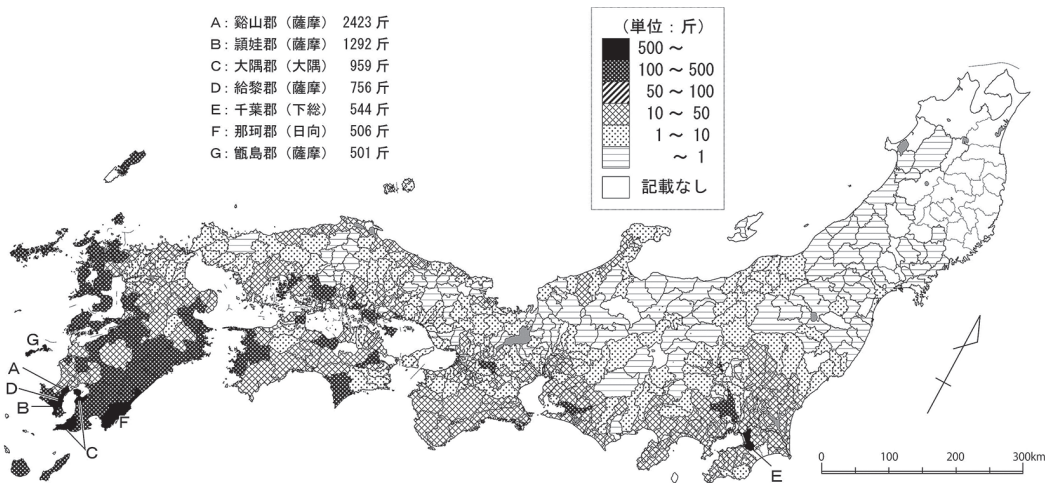 A：谿山郡（薩摩） 2423 斤
B：頴娃郡（薩摩） 1292 斤
C：大隅郡（大隅） 959 斤
D：給黎郡（薩摩） 756 斤
E：千葉郡（下総） 544 斤
F：那珂郡（日向） 506 斤
G：甑島郡（薩摩） 501 斤
（単位：斤）
500 ～
100 ～ 500
50 ～ 100
10 ～ 50
1 ～ 10
～ 1
記載なし
G
A
D
B
F
C
E
0 100 200 300km